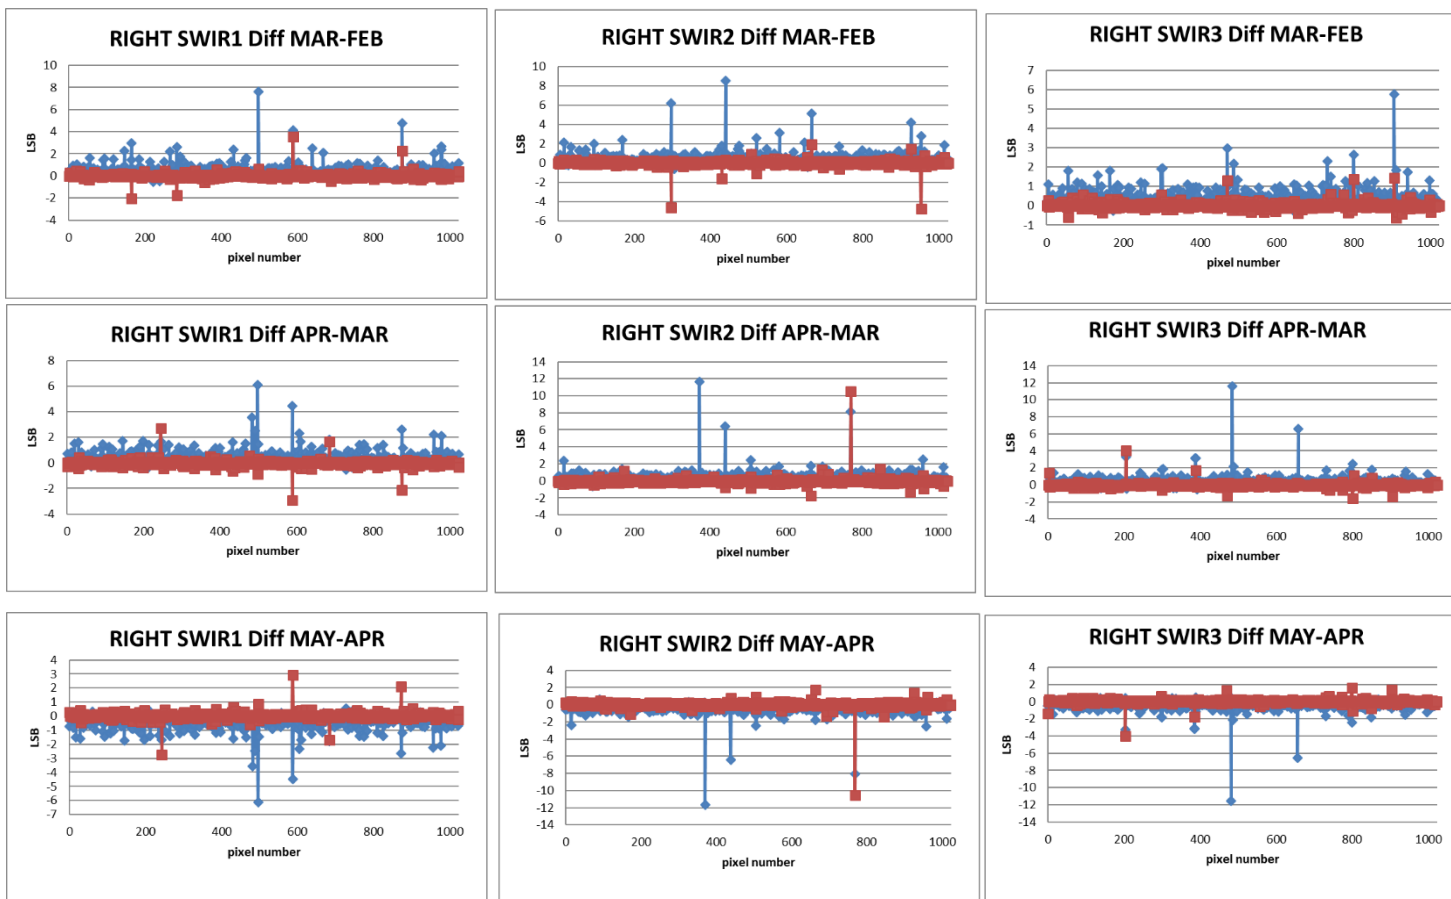 RIGHT SWIR1 Diff MAR-FEB
10
8
6
4
2
0
-2
-4
LSB
0 200 400 600 800 1000
pixel number
RIGHT SWIR2 Diff MAR-FEB
10
8
6
4
2
0
-2
-4
-6
LSB
0 200 400 600 800 1000
pixel number
RIGHT SWIR3 Diff MAR-FEB
7
6
5
4
3
2
1
0
-1
LSB
0 200 400 600 800 1000
pixel number
RIGHT SWIR1 Diff APR-MAR
8
6
4
2
0
-2
-4
LSB
0 200 400 600 800 1000
pixel number
RIGHT SWIR2 Diff APR-MAR
14
12
10
8
6
4
2
0
-2
-4
LSB
0 200 400 600 800 1000
pixel number
RIGHT SWIR3 Diff APR-MAR
14
12
10
8
6
4
2
0
-2
-4
LSB
0 200 400 600 800 1000
pixel number
RIGHT SWIR1 Diff MAY-APR
4
3
2
1
0
-1
-2
-3
-4
-5
-6
-7
LSB
0 200 400 600 800 1000
pixel number
RIGHT SWIR2 Diff MAY-APR
4
2
0
-2
-4
-6
-8
-10
-12
-14
LSB
0 200 400 600 800 1000
pixel number
RIGHT SWIR3 Diff MAY-APR
4
2
0
-2
-4
-6
-8
-10
-12
-14
LSB
0 200 400 600 800 1000
pixel number